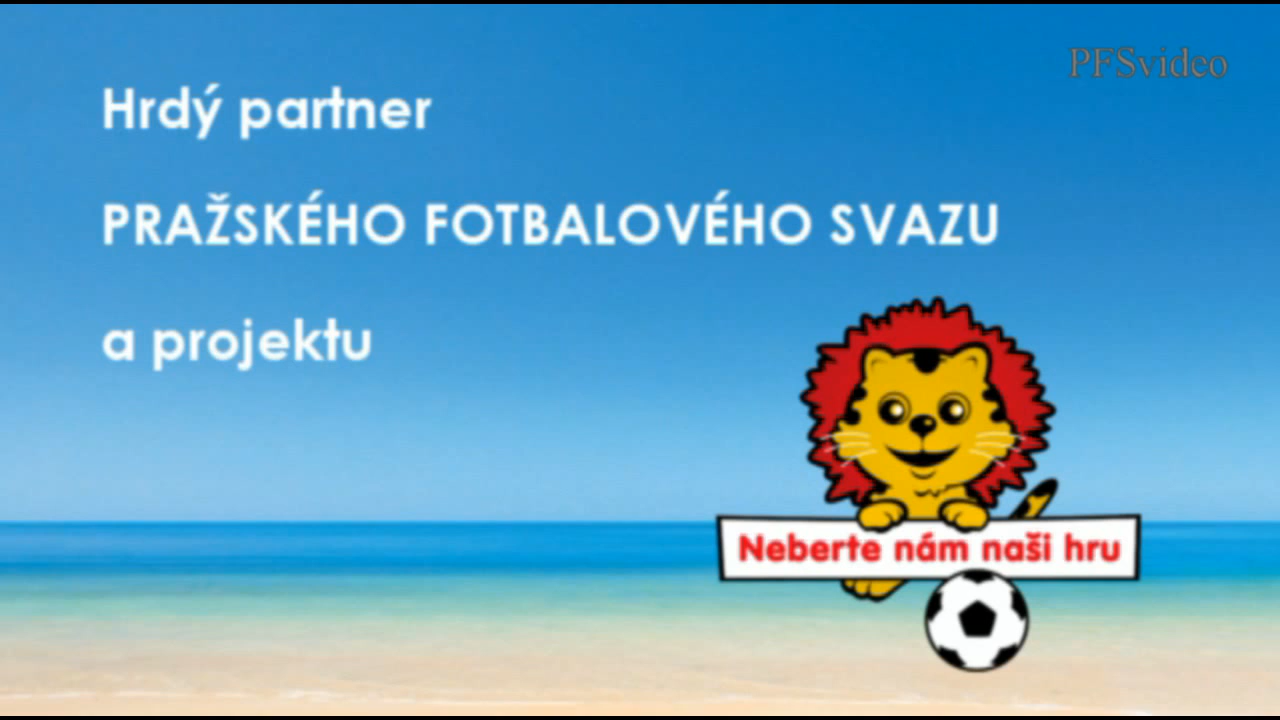 PFSvideo
Hrdý partner
PRAŽSKÉHO FOTBALOVÉHO SVAZU
a projektu
Neberte nám naši hru